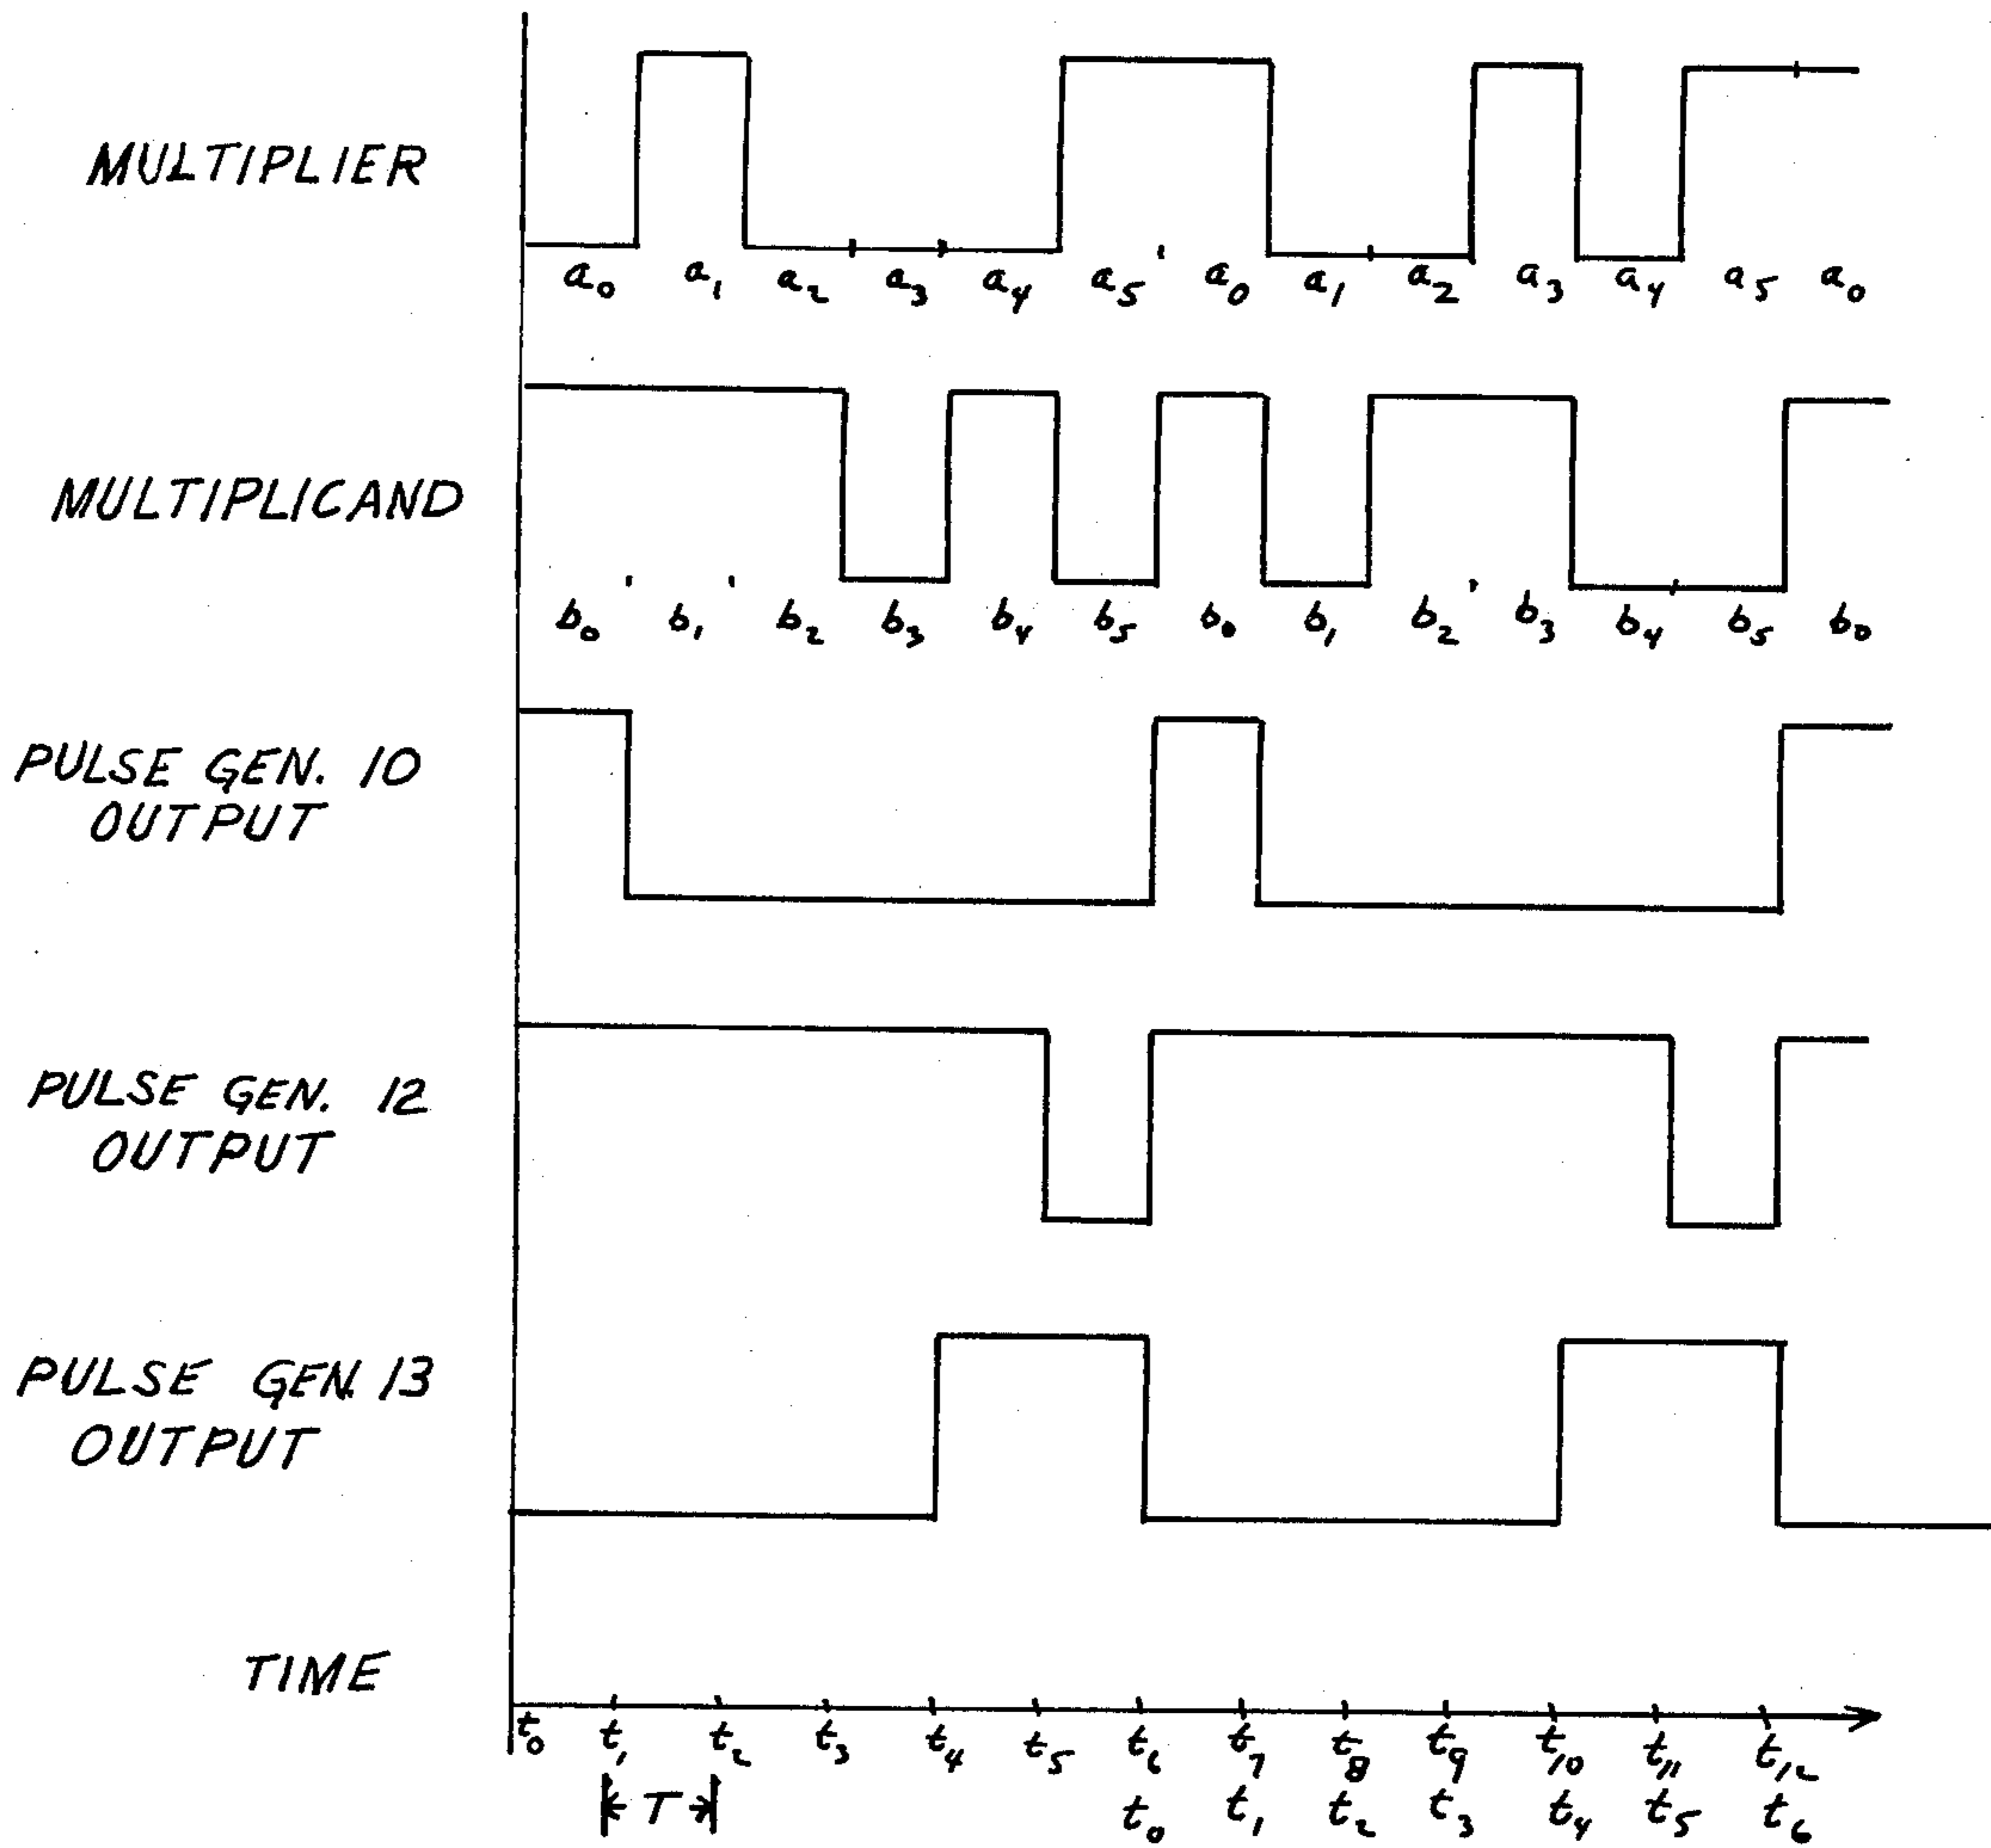 MULTIPLIER
a₀ a₁ a₂ a₃ a₄ a₅ a₀ a₁ a₂ a₃ a₄ a₅ a₀
MULTIPLICAND
b₀ b₁ b₂ b₃ b₄ b₅ b₀ b₁ b₂ b₃ b₄ b₅ b₀
PULSE GEN. 10
OUTPUT
PULSE GEN. 12
OUTPUT
PULSE GEN. 13
OUTPUT
TIME
t₀ t₁ t₂ t₃ t₄ t₅ t₆ t₇ t₈ t₉ t₁₀ t₁₁ t₁₂
T t₀ t₁ t₂ t₃ t₄ t₅ t₆